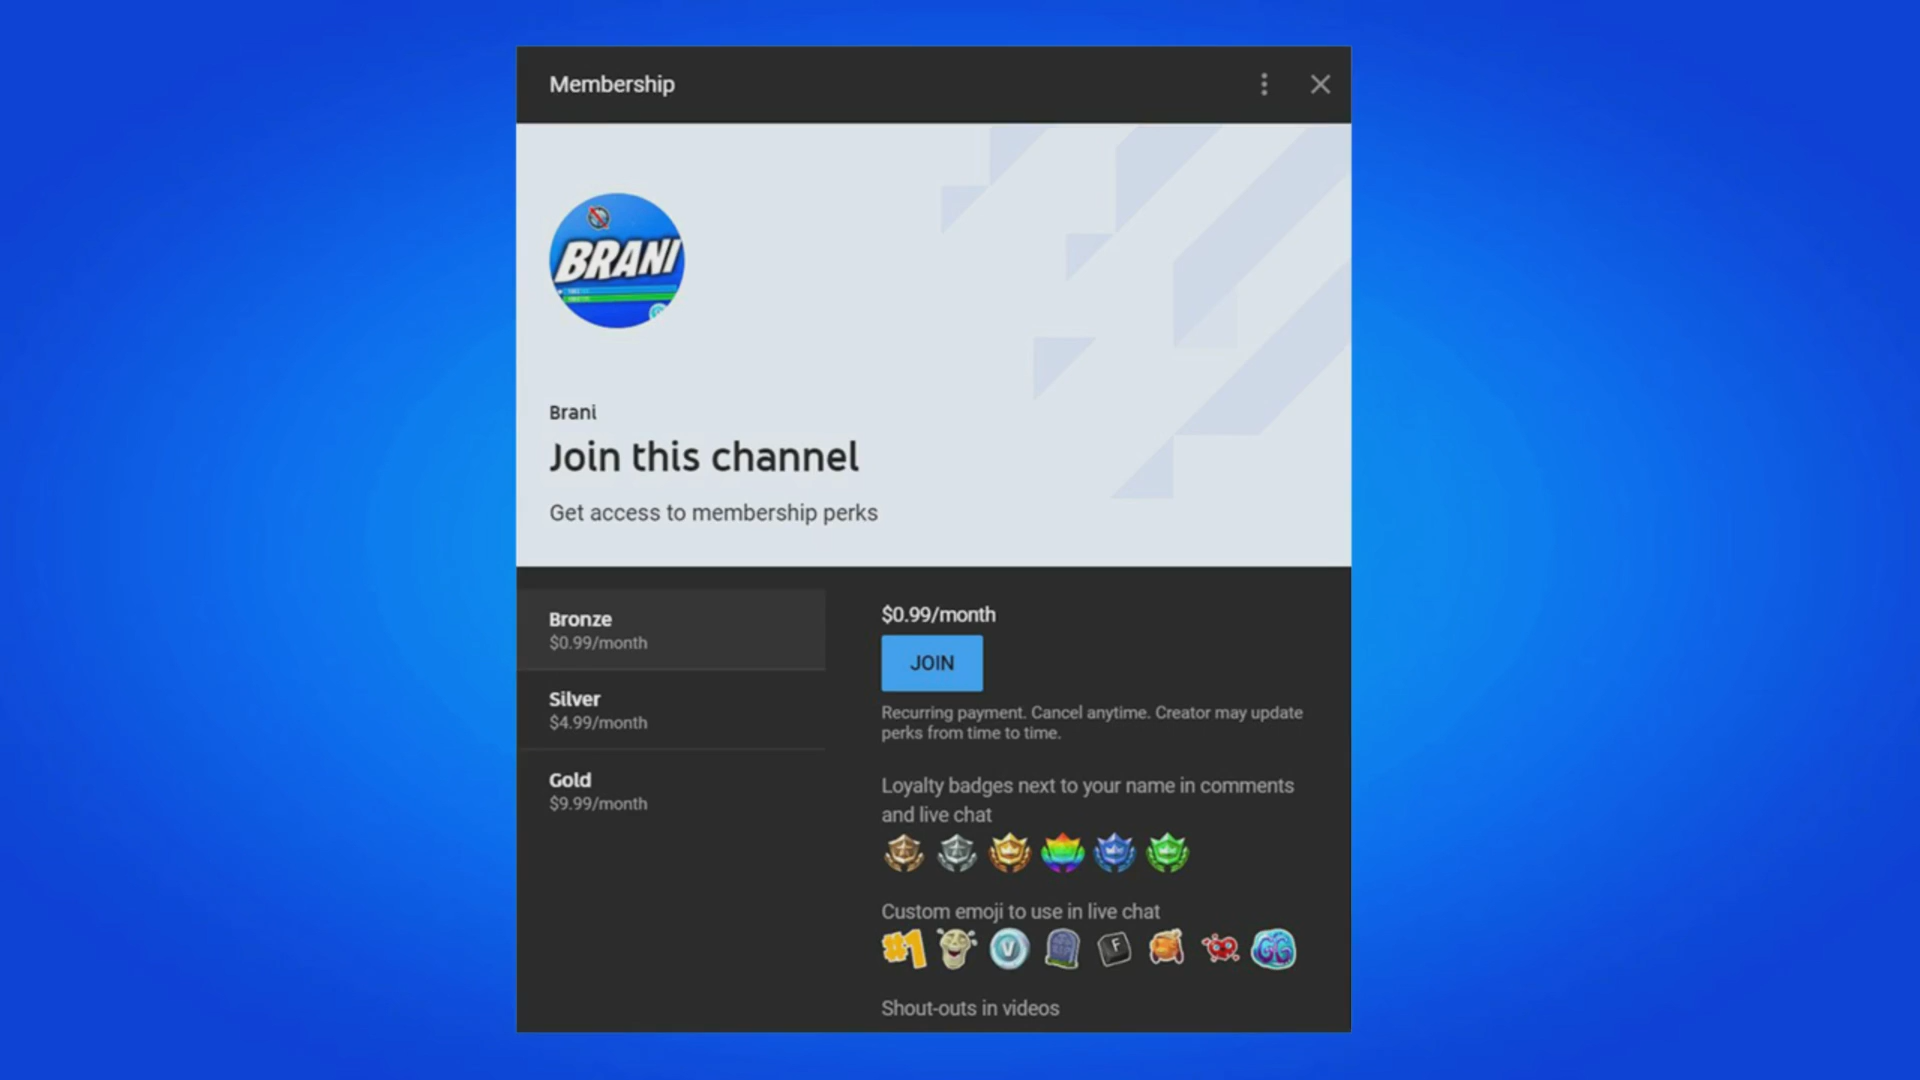 Membership
BRANI
Brani
Join this channel
Get access to membership perks
Bronze
$0.99/month
Silver
$4.99/month
Gold
$9.99/month
$0.99/month
JOIN
Recurring payment. Cancel anytime. Creator may update
perks from time to time.
Loyalty badges next to your name in comments
and live chat
Custom emoji to use in live chat
#1
V
F
GG
Shout-outs in videos